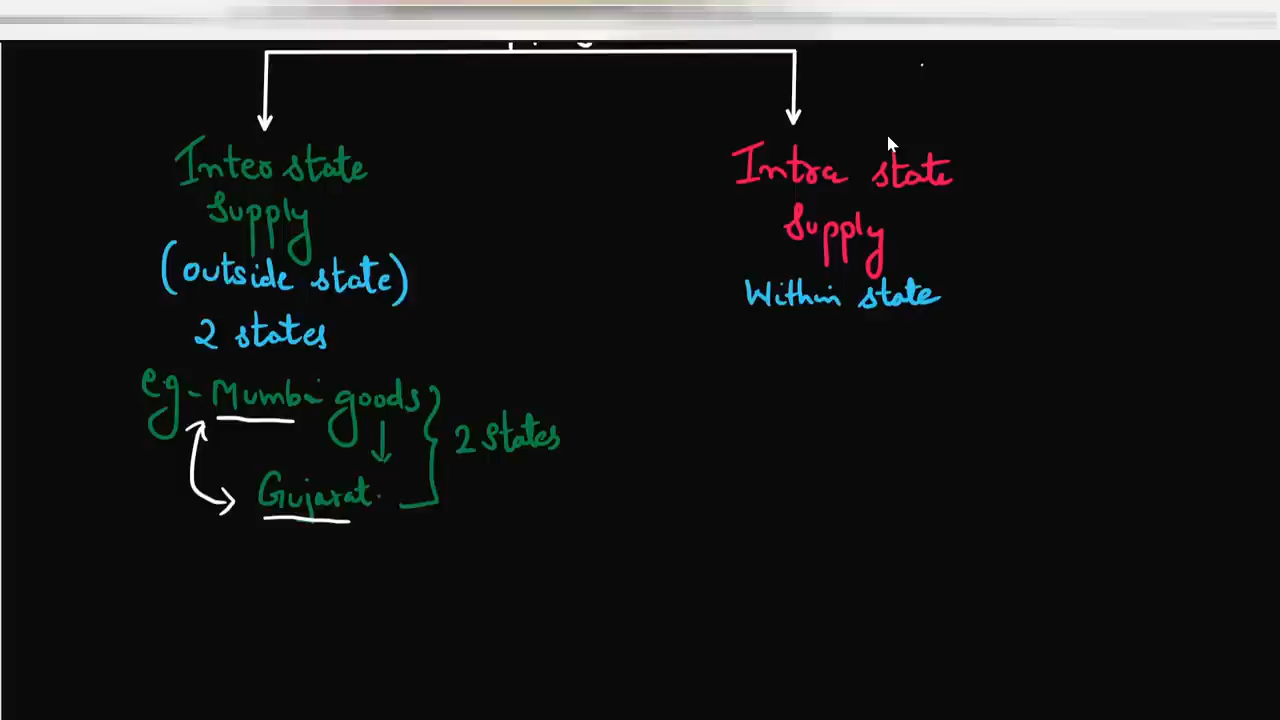 Inter state
Supply
(outside state)
2 states
eg - Mumbai goods
2 states
Gujarat.
Intra state
Supply
Within state